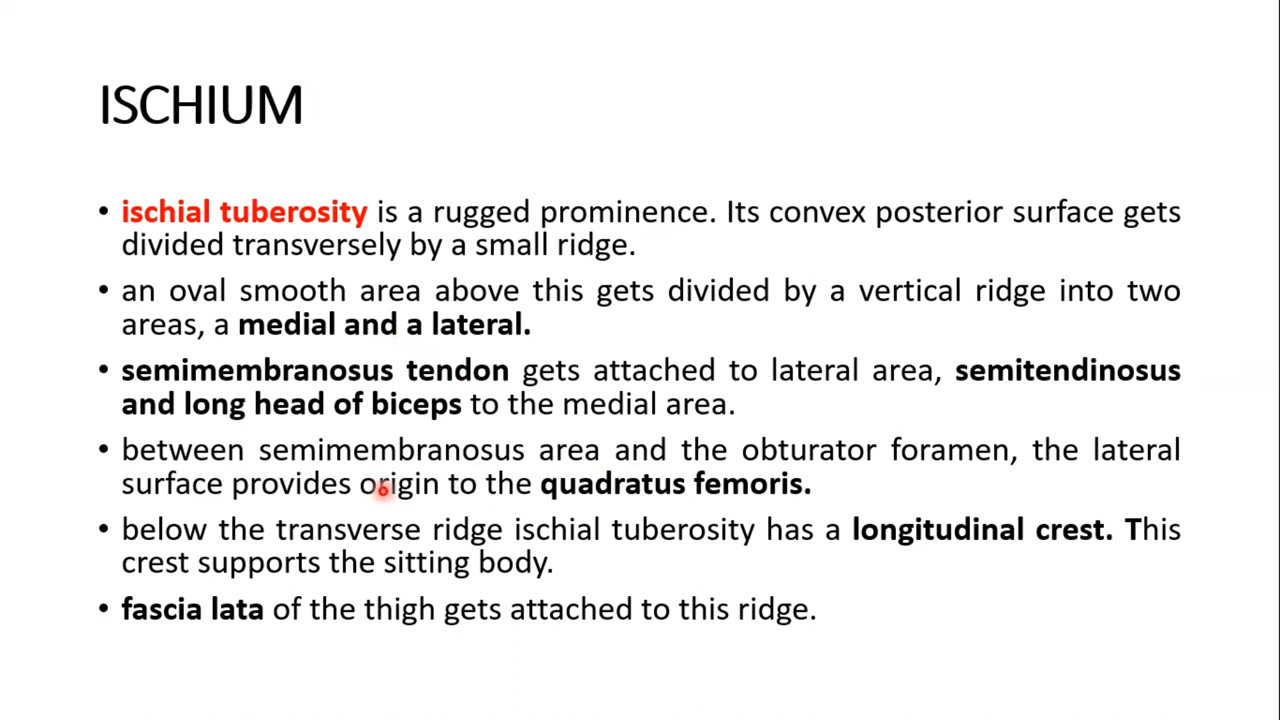 ISCHIUM
• ischial tuberosity is a rugged prominence. Its convex posterior surface gets
divided transversely by a small ridge.
• an oval smooth area above this gets divided by a vertical ridge into two
areas, a medial and a lateral.
• semimembranosus tendon gets attached to lateral area, semitendinosus
and long head of biceps to the medial area.
• between semimembranosus area and the obturator foramen, the lateral
surface provides origin to the quadratus femoris.
• below the transverse ridge ischial tuberosity has a longitudinal crest. This
crest supports the sitting body.
• fascia lata of the thigh gets attached to this ridge.